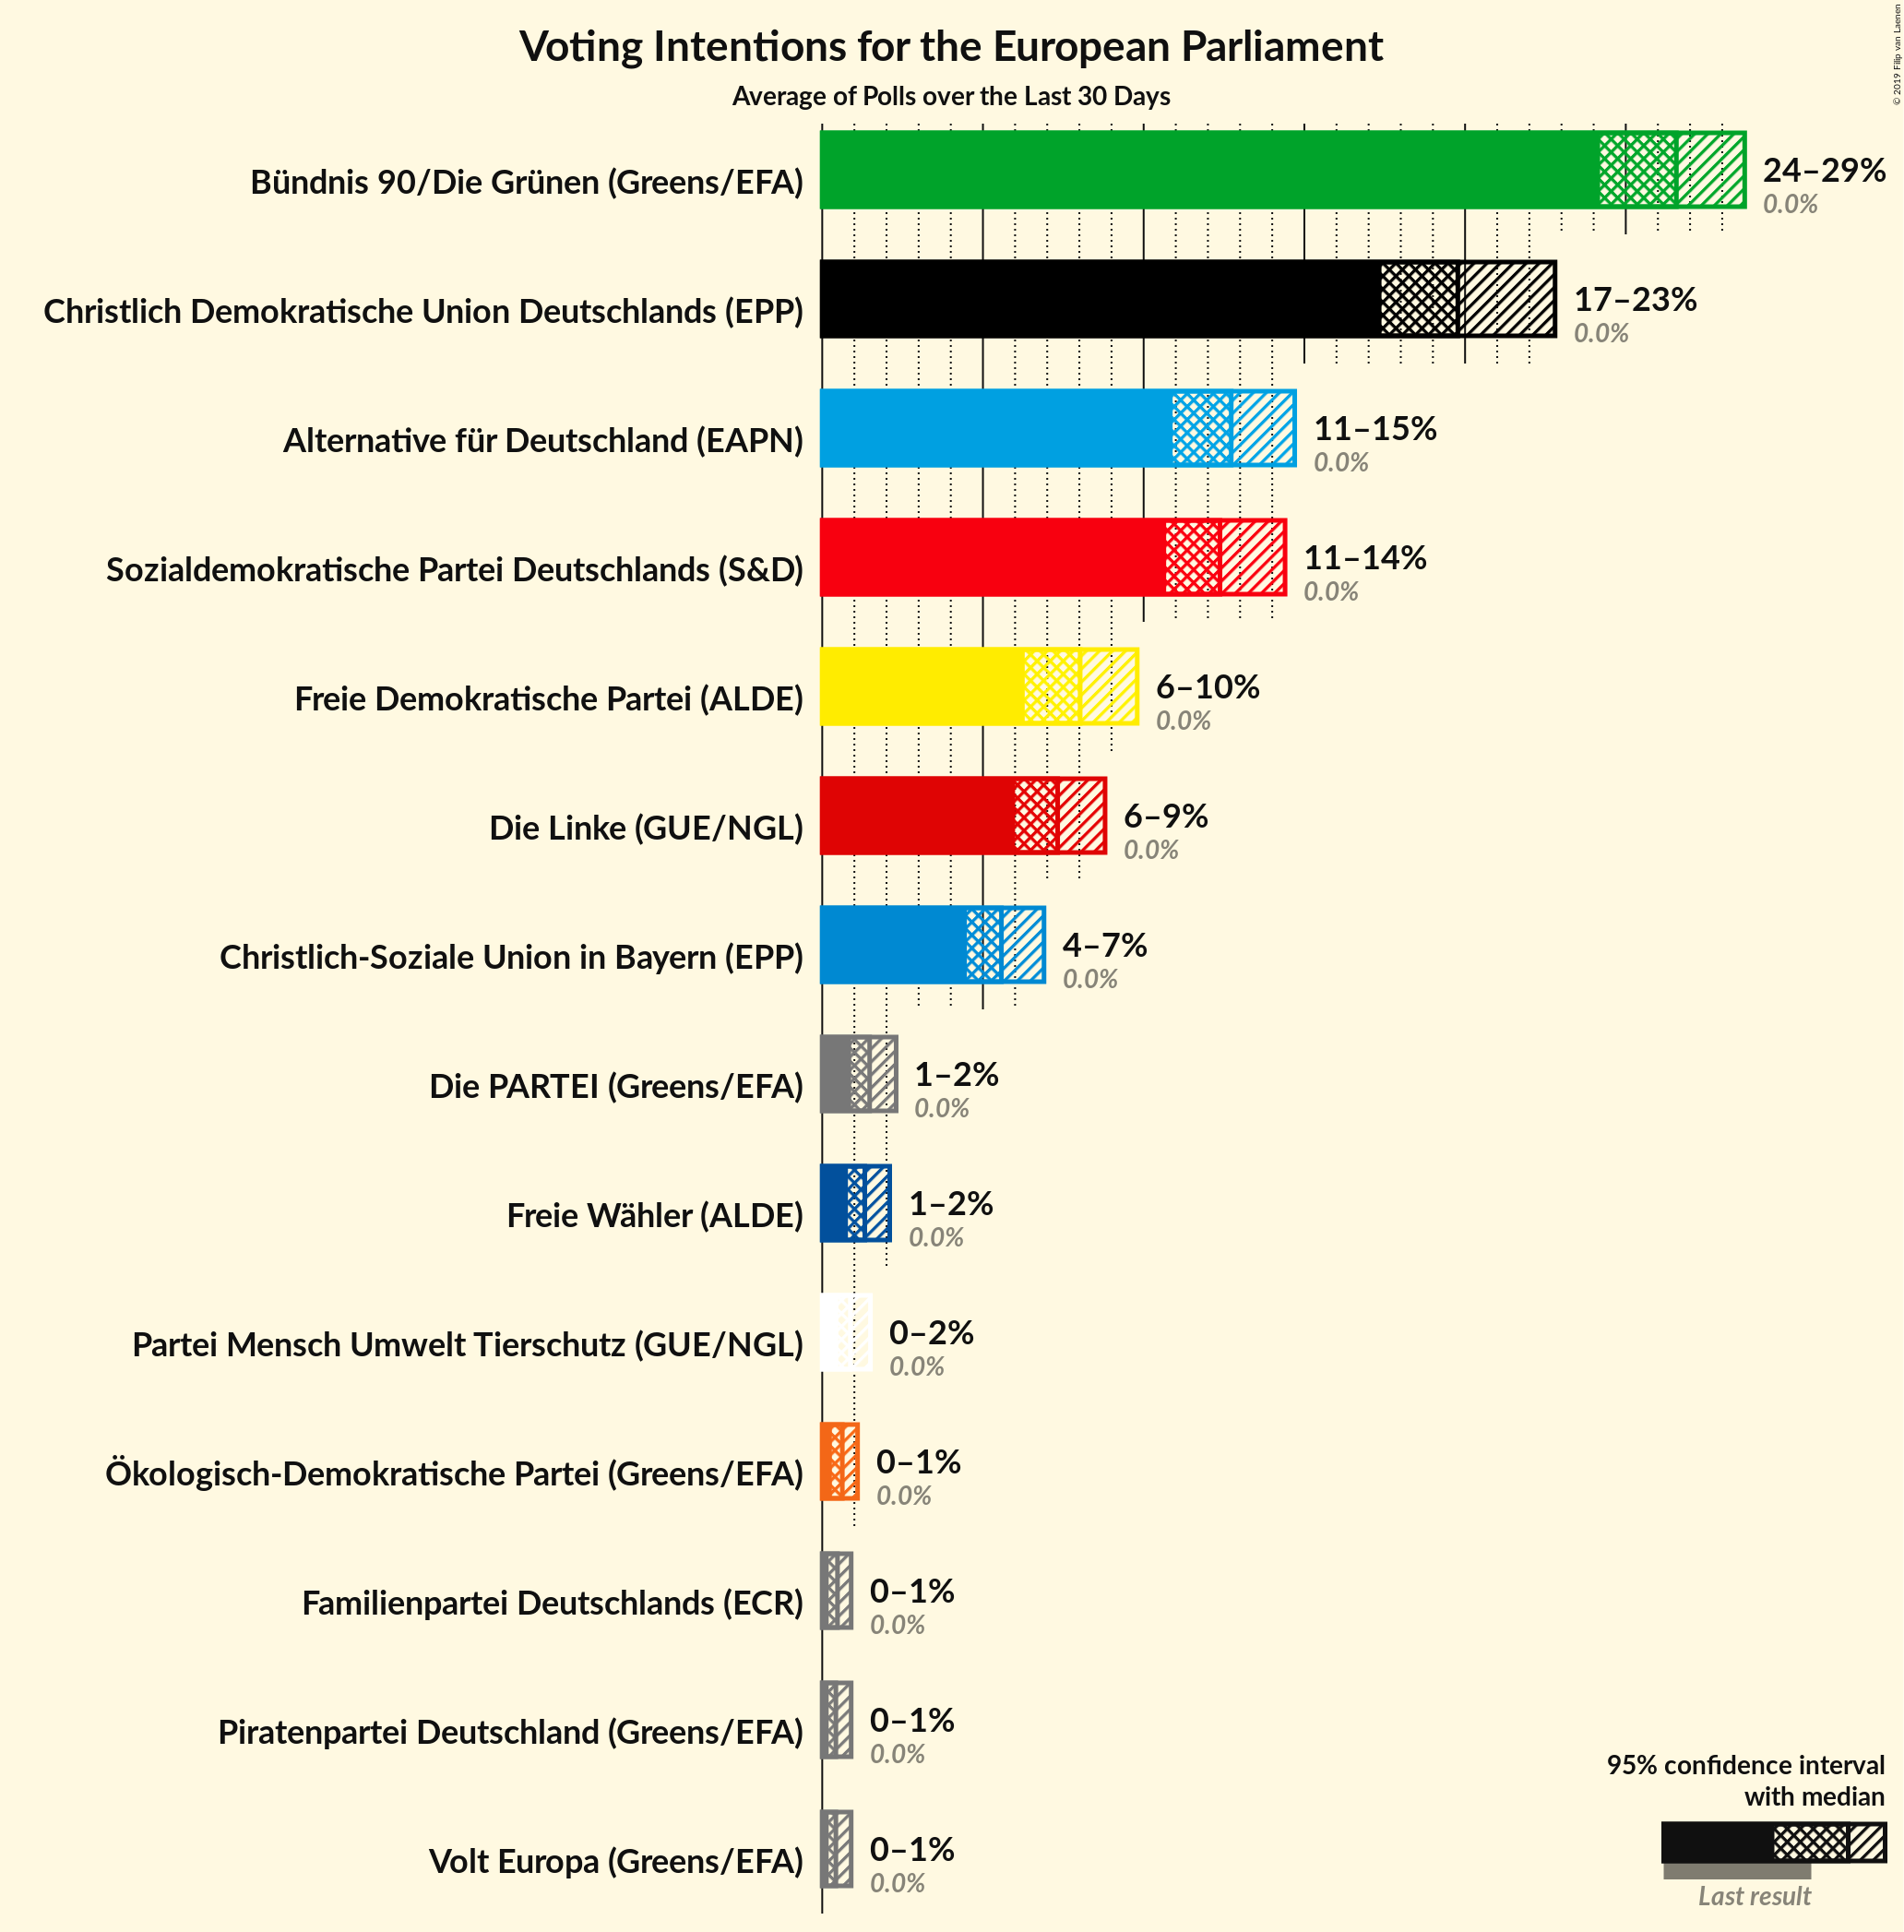 Voting Intentions for the European Parliament
Average of Polls over the Last 30 Days
© 2019 Filip van Laenen
Bündnis 90/Die Grünen (Greens/EFA)
24–29%
0.0%
Christlich Demokratische Union Deutschlands (EPP)
17–23%
0.0%
Alternative für Deutschland (EAPN)
11–15%
0.0%
Sozialdemokratische Partei Deutschlands (S&D)
11–14%
0.0%
Freie Demokratische Partei (ALDE)
6–10%
0.0%
Die Linke (GUE/NGL)
6–9%
0.0%
Christlich-Soziale Union in Bayern (EPP)
4–7%
0.0%
Die PARTEI (Greens/EFA)
1–2%
0.0%
Freie Wähler (ALDE)
1–2%
0.0%
Partei Mensch Umwelt Tierschutz (GUE/NGL)
0–2%
0.0%
Ökologisch-Demokratische Partei (Greens/EFA)
0–1%
0.0%
Familienpartei Deutschlands (ECR)
0–1%
0.0%
Piratenpartei Deutschland (Greens/EFA)
0–1%
0.0%
Volt Europa (Greens/EFA)
0–1%
0.0%
95% confidence interval
with median
Last result